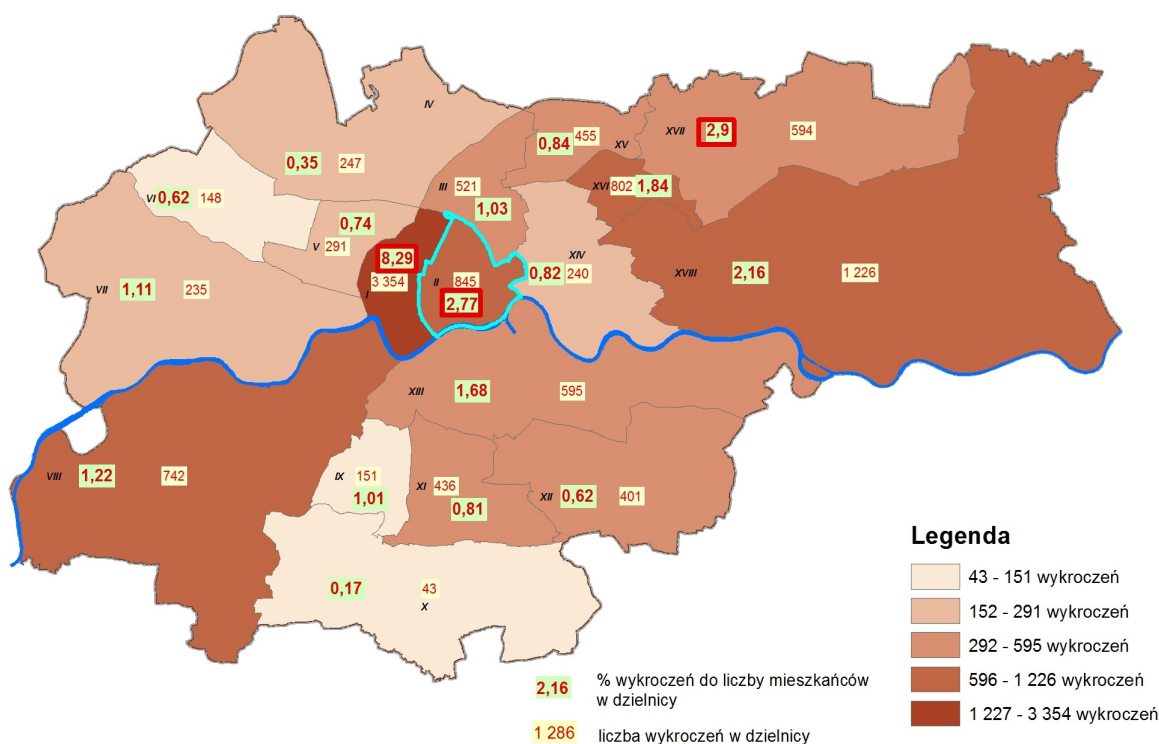 IV
0,35 247
VI 0,62 148
0,84 455
XV
XVII 2,9 594
III 521
1,03
XVI 802 1,84
0,74
V 291
8,29
3 354
I
II 845
2,77
XIV
0,82 240
XVIII 2,16 1 226
VII 1,11 235
XIII 1,68 595
VIII 1,22 742
IX 151
1,01
XI 436
0,81
XII 0,62 401
0,17 43
X
Legenda
43 - 151 wykroczeń
152 - 291 wykroczeń
292 - 595 wykroczeń
596 - 1 226 wykroczeń
1 227 - 3 354 wykroczeń
2,16 % wykroczeń do liczby mieszkańców
w dzielnicy
1 286 liczba wykroczeń w dzielnicy